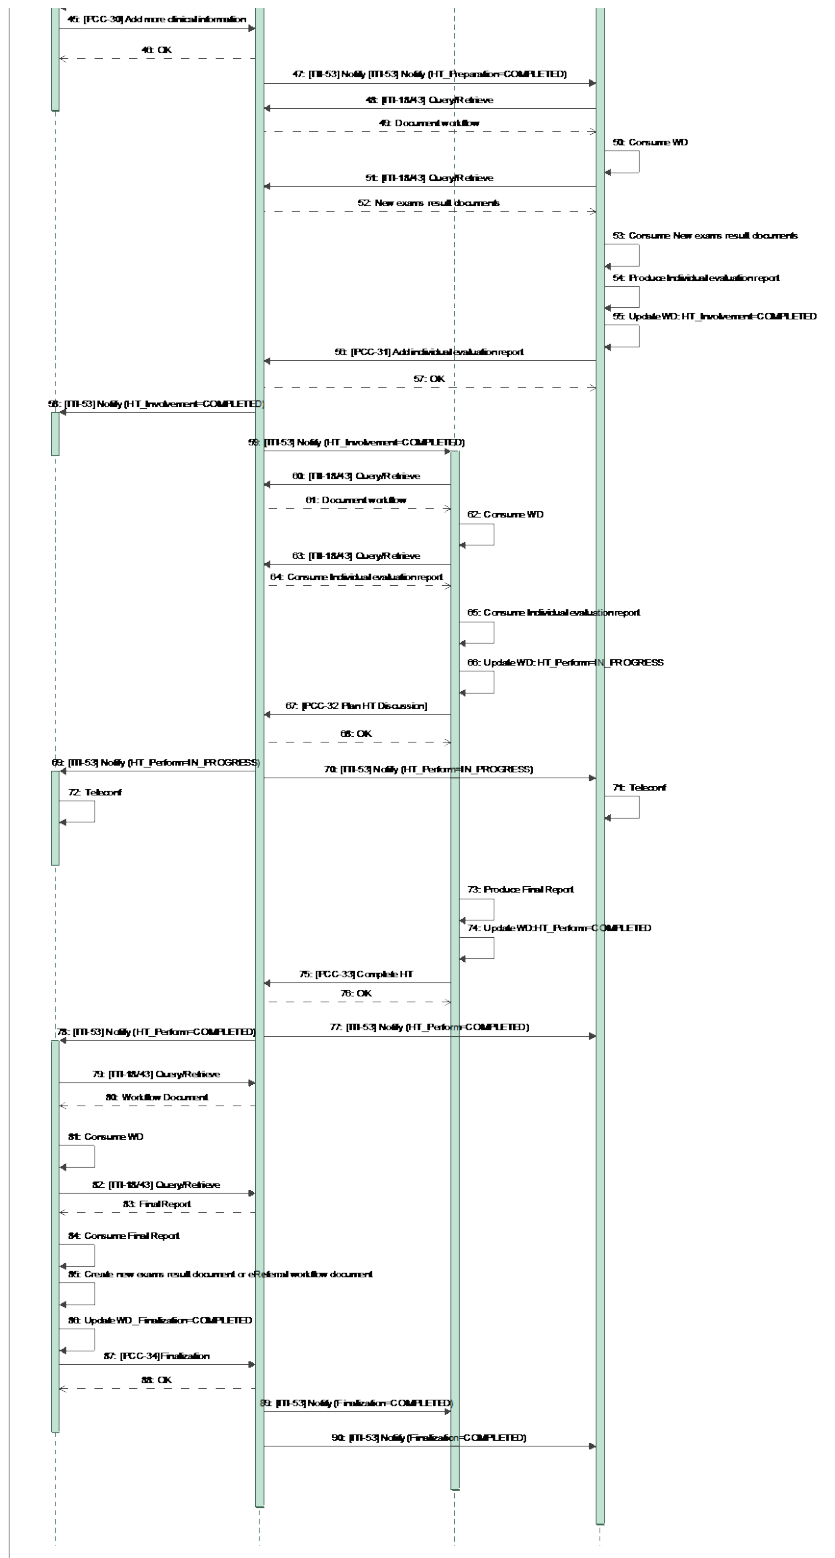 45: [PCC-30] Add more clinical information
46: OK
47: [ITI-53] Notify [ITI-53] Notify (HT_Preparation=COMPLETED)
48: [ITI-18/43] Query/Retrieve
49: Document workflow
50: Consume WD
51: [ITI-18/43] Query/Retrieve
52: New exams result documents
53: Consume New exams result documents
54: Produce Individual evaluation report
55: Update WD: HT_Involvement=COMPLETED
56: [PCC-31] Add individual evaluation report
57: OK
58: [ITI-53] Notify (HT_Involvement=COMPLETED)
59: [ITI-53] Notify (HT_Involvement=COMPLETED)
60: [ITI-18/43] Query/Retrieve
61: Document workflow
62: Consume WD
63: [ITI-18/43] Query/Retrieve
64: Consume Individual evaluation report
65: Consume Individual evaluation report
66: Update WD: HT_Perform=IN_PROGRESS
67: [PCC-32 Plan HT Discussion]
68: OK
69: [ITI-53] Notify (HT_Perform=IN_PROGRESS)
70: [ITI-53] Notify (HT_Perform=IN_PROGRESS)
71: Teleconf
72: Teleconf
73: Produce Final Report
74: Update WD:HT_Perform=COMPLETED
75: [PCC-33] Complete HT
76: OK
77: [ITI-53] Notify (HT_Perform=COMPLETED)
78: [ITI-53] Notify (HT_Perform=COMPLETED)
79: [ITI-18/43] Query/Retrieve
80: Workflow Document
81: Consume WD
82: [ITI-18/43] Query/Retrieve
83: Final Report
84: Consume Final Report
85: Create new exams result document or eReferral workflow document
86: Update WD_Finalization=COMPLETED
87: [PCC-34] Finalization
88: OK
89: [ITI-53] Notify (Finalization=COMPLETED)
90: [ITI-53] Notify (Finalization=COMPLETED)